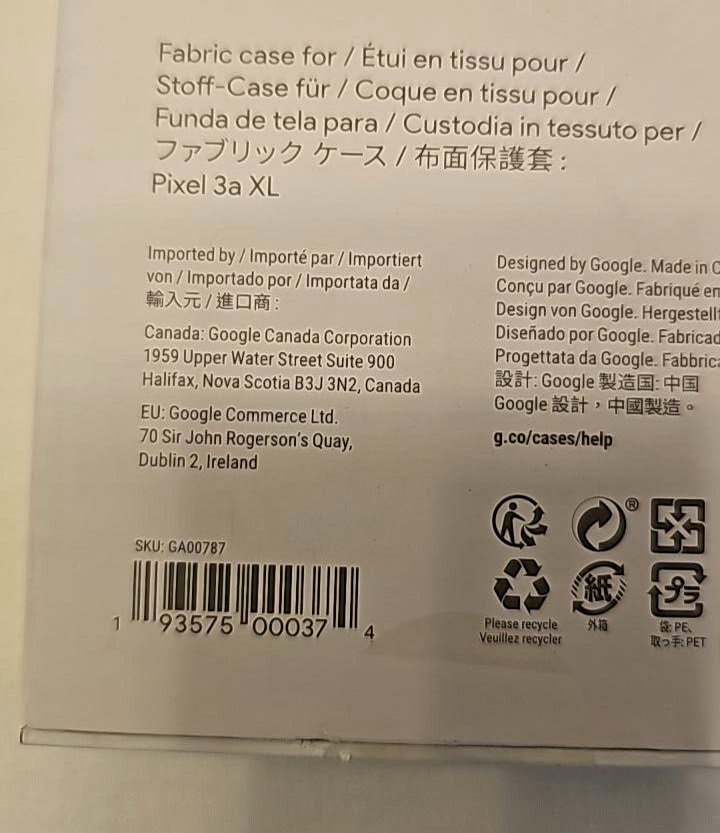 Fabric case for / Étui en tissu pour /
Stoff-Case für / Coque en tissu pour /
Funda de tela para / Custodia in tessuto per /
ファブリック ケース / 布面保護套 :
Pixel 3a XL
Imported by / Importé par / Importiert
von / Importado por / Importata da /
輸入元 / 進口商 :
Canada: Google Canada Corporation
1959 Upper Water Street Suite 900
Halifax, Nova Scotia B3J 3N2, Canada
EU: Google Commerce Ltd.
70 Sir John Rogerson's Quay,
Dublin 2, Ireland
SKU: GA00787
1 93575 00037 4
Designed by Google. Made in C
Conçu par Google. Fabriqué en
Design von Google. Hergestellt
Diseñado por Google. Fabricad
Progettata da Google. Fabbrica
設計: Google 製造国: 中国
Google 設計，中國製造。
g.co/cases/help
®
紙
プラ
Please recycle
Veuillez recycler
外箱
袋: PE、
取っ手: PET